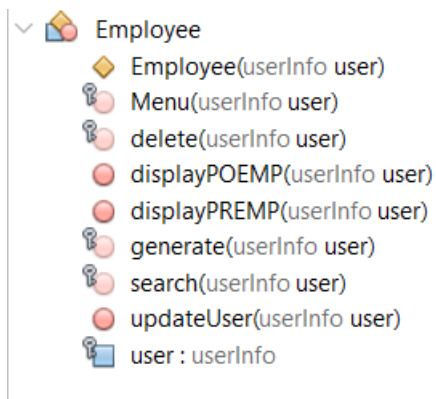 Employee
Employee(userInfo user)
Menu(userInfo user)
delete(userInfo user)
displayPOEMP(userInfo user)
displayPREMP(userInfo user)
generate(userInfo user)
search(userInfo user)
updateUser(userInfo user)
user : userInfo